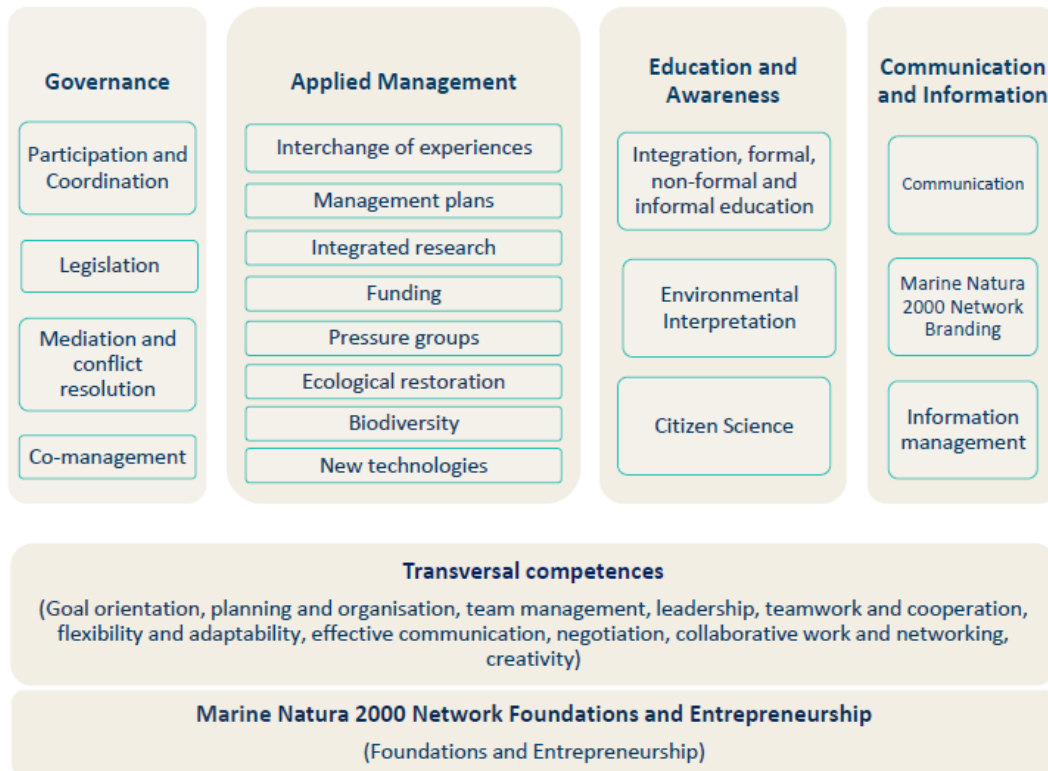 Governance
Participation and
Coordination
Legislation
Mediation and
conflict
resolution
Co-management
Applied Management
Interchange of experiences
Management plans
Integrated research
Funding
Pressure groups
Ecological restoration
Biodiversity
New technologies
Education and
Awareness
Integration, formal,
non-formal and
informal education
Environmental
Interpretation
Citizen Science
Communication
and Information
Communication
Marine Natura
2000 Network
Branding
Information
management
Transversal competences
(Goal orientation, planning and organisation, team management, leadership, teamwork and cooperation,
flexibility and adaptability, effective communication, negotiation, collaborative work and networking,
creativity)
Marine Natura 2000 Network Foundations and Entrepreneurship
(Foundations and Entrepreneurship)